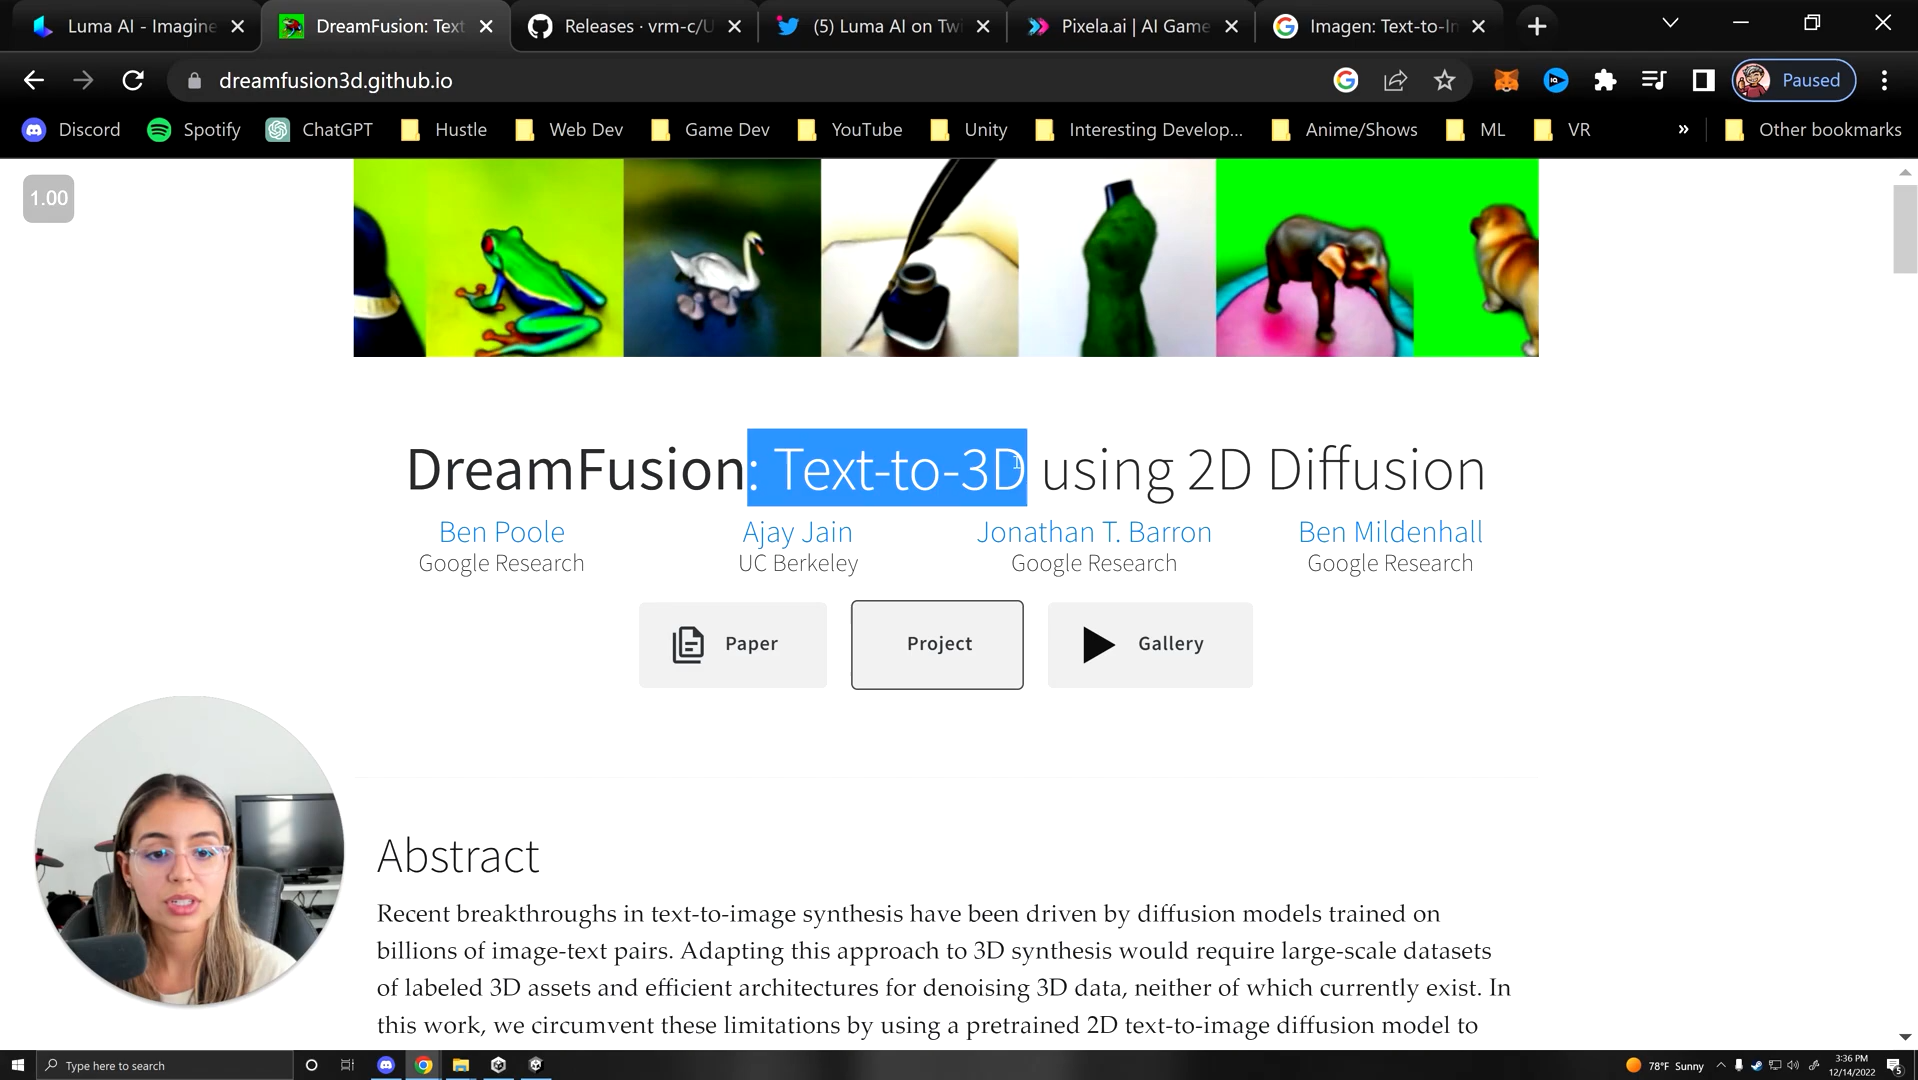 Luma AI - Imagine
DreamFusion: Text
Releases · vrm-c/U
(5) Luma AI on Twi
Pixela.ai | AI Game
Imagen: Text-to-In
dreamfusion3d.github.io
Paused
Discord
Spotify
ChatGPT
Hustle
Web Dev
Game Dev
YouTube
Unity
Interesting Develop...
Anime/Shows
ML
VR
»
Other bookmarks
1.00
DreamFusion: Text-to-3D using 2D Diffusion
Ben Poole
Google Research
Ajay Jain
UC Berkeley
Jonathan T. Barron
Google Research
Ben Mildenhall
Google Research
Paper
Project
Gallery
Abstract
Recent breakthroughs in text-to-image synthesis have been driven by diffusion models trained on
billions of image-text pairs. Adapting this approach to 3D synthesis would require large-scale datasets
of labeled 3D assets and efficient architectures for denoising 3D data, neither of which currently exist. In
this work, we circumvent these limitations by using a pretrained 2D text-to-image diffusion model to
Type here to search
78°F Sunny
3:36 PM
12/14/2022
5